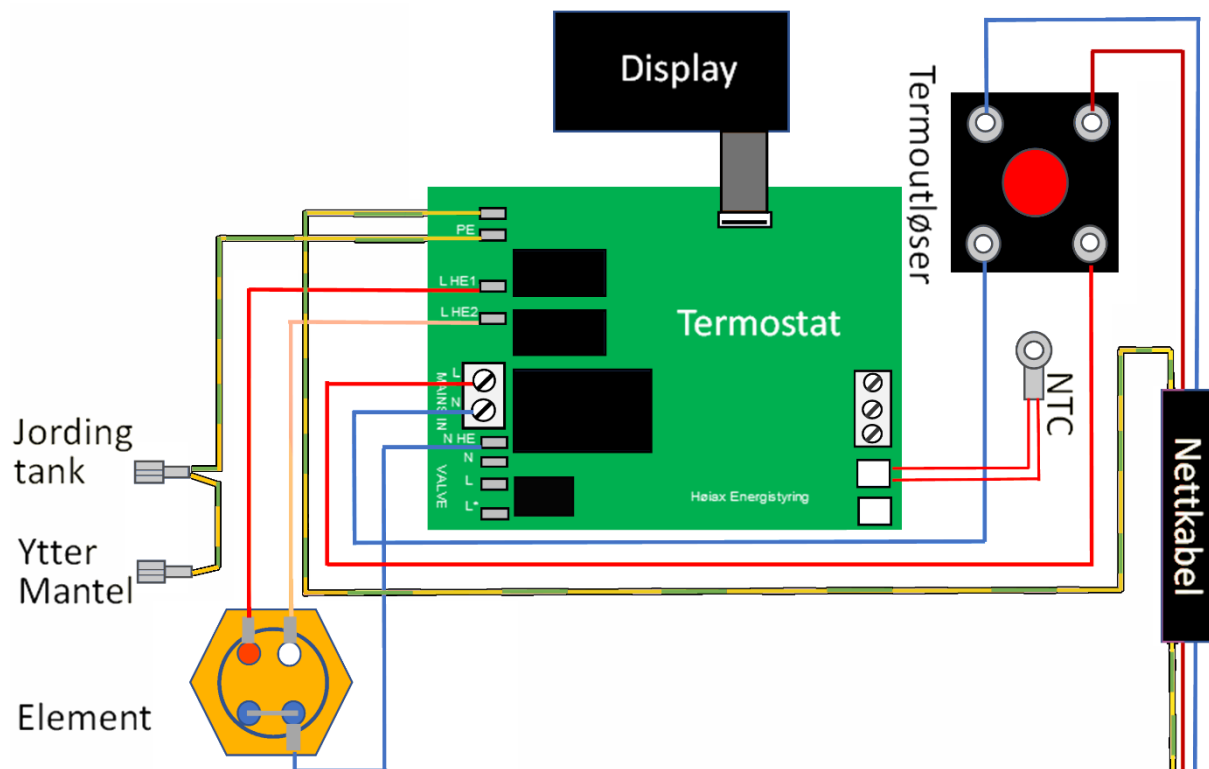 Display
Termoutløser
PE
L HE1
L HE2
Termostat
L
MAINS IN
N
N HE
N
VALVE
L
L*
NTC
Høiax Energistyring
Nettkabel
Jording
tank
Ytter
Mantel
Element